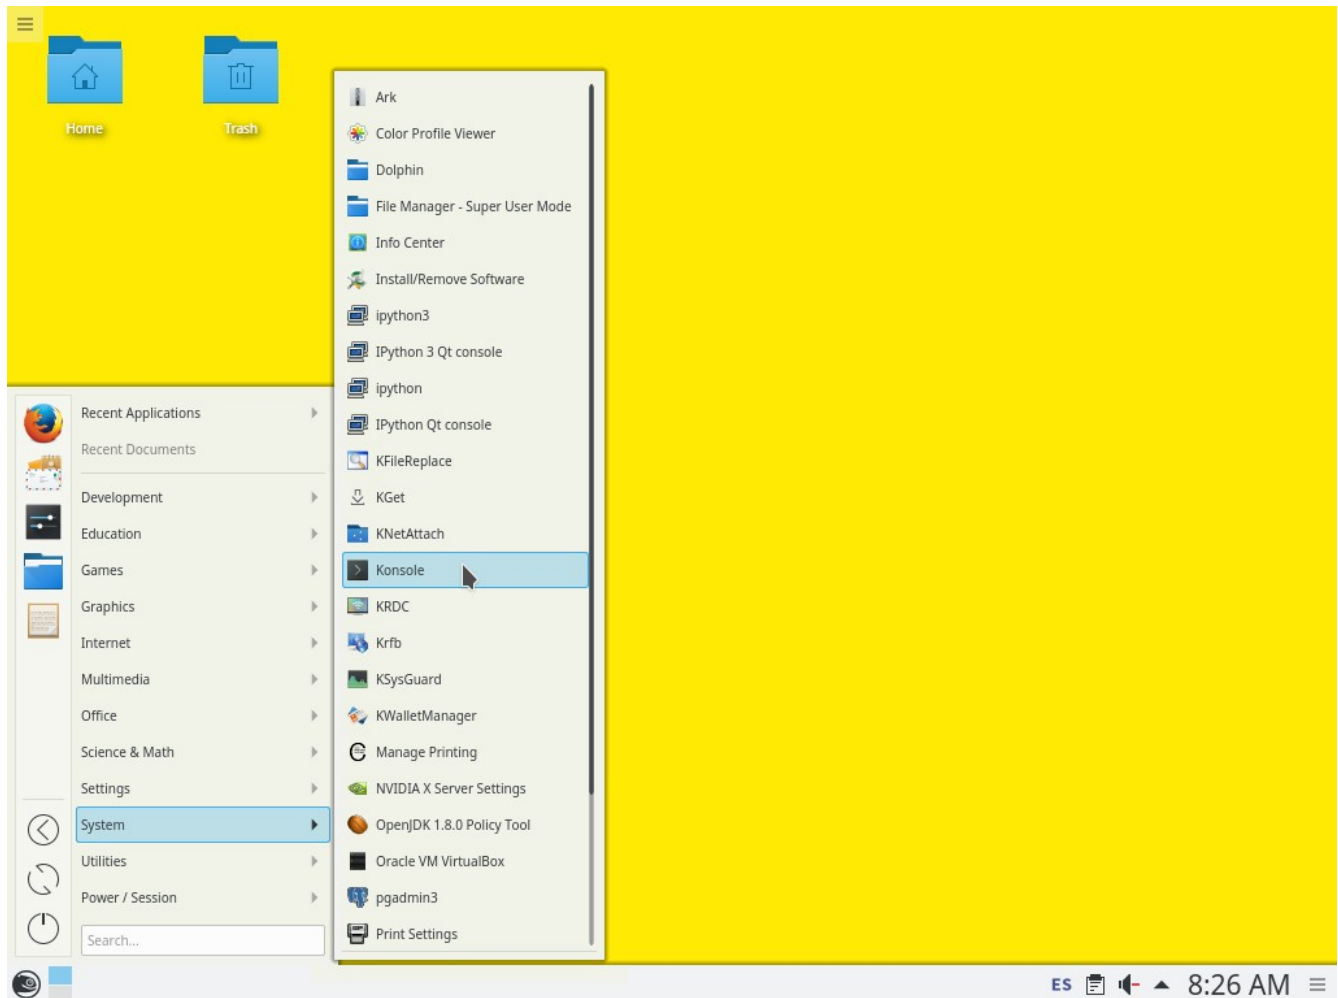 Home
Trash
Ark
Color Profile Viewer
Dolphin
File Manager - Super User Mode
Info Center
Install/Remove Software
ipython3
IPython 3 Qt console
ipython
IPython Qt console
KFileReplace
KGet
KNetAttach
Konsole
KRDC
Krfb
KSysGuard
KWalletManager
Manage Printing
NVIDIA X Server Settings
OpenJDK 1.8.0 Policy Tool
Oracle VM VirtualBox
pgadmin3
Print Settings
Recent Applications
Recent Documents
Development
Education
Games
Graphics
Internet
Multimedia
Office
Science & Math
Settings
System
Utilities
Power / Session
Search...
ES 8:26 AM